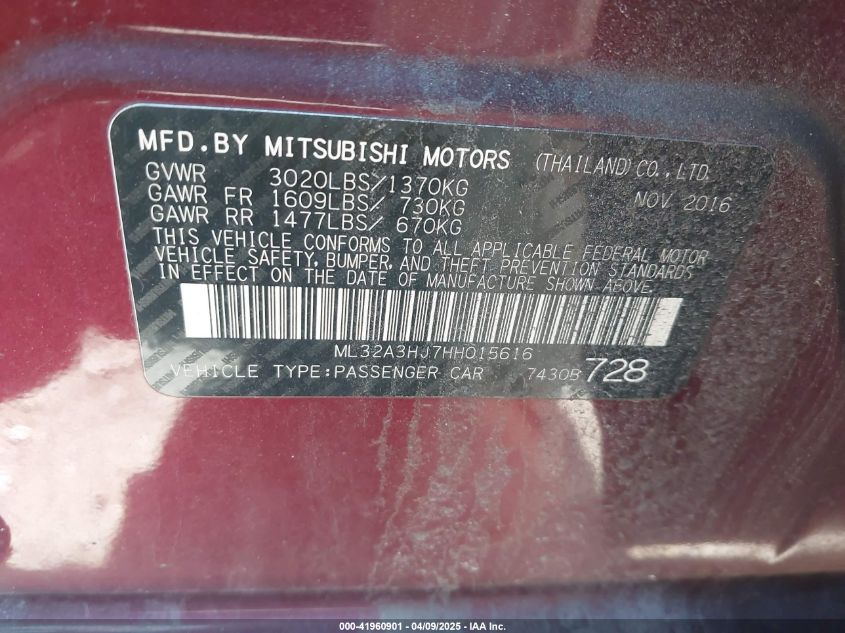 MFD.BY MITSUBISHI MOTORS (THAILAND)CO.,LTD.
GVWR 3020LBS/1370KG NOV 2016
GAWR FR 1609LBS/ 730KG
GAWR RR 1477LBS/ 670KG
THIS VEHICLE CONFORMS TO ALL APPLICABLE FEDERAL MOTOR
VEHICLE SAFETY, BUMPER, AND THEFT PREVENTION STANDARDS
IN EFFECT ON THE DATE OF MANUFACTURE SHOWN ABOVE.
ML32A3HJ7HH015616
VEHICLE TYPE:PASSENGER CAR 7430B 728
000-41960901 - 04/09/2025 - IAA Inc.